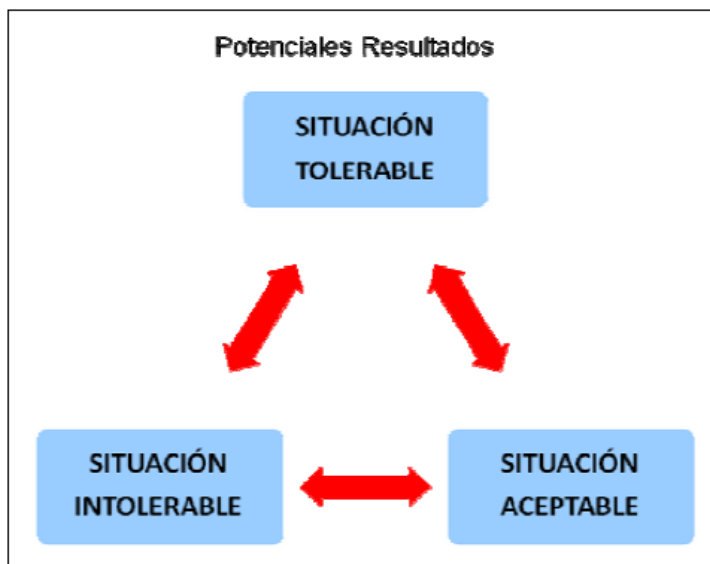 Potenciales Resultados
SITUACIÓN
TOLERABLE
SITUACIÓN
INTOLERABLE
SITUACIÓN
ACEPTABLE